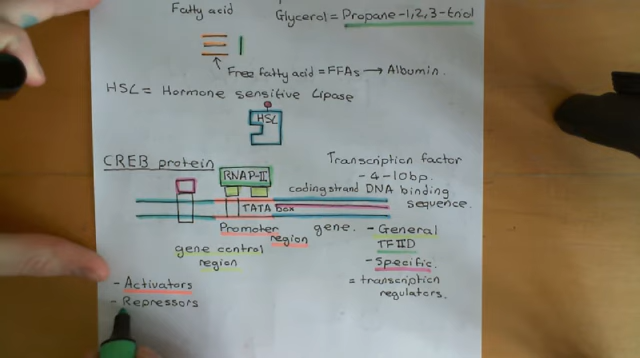 Fatty acid
Glycerol = Propane-1,2,3-triol
Free fatty acid = FFAs → Albumin.
HSL = Hormone sensitive Lipase
HSL
CREB protein
RNAP-II
Transcription factor
- 4-10bp.
coding strand DNA binding
sequence.
TATA box
Promoter
region
gene.
gene control
region
- General
TFIID
- Specific.
= transcription
regulators.
- Activators
- Repressors